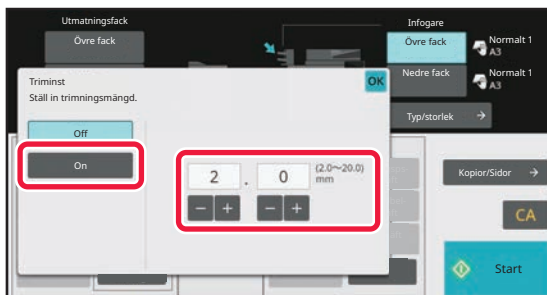 Utmatningsfack
Övre fack
Infogare
Övre fack
Normalt 1
A3
Nedre fack
Normalt 1
A3
Typ/storlek
Triminst
Ställ in trimningsmängd.
OK
Off
On
2 . 0 (2.0~20.0)
mm
− + − +
Kopior/Sidor
CA
Start